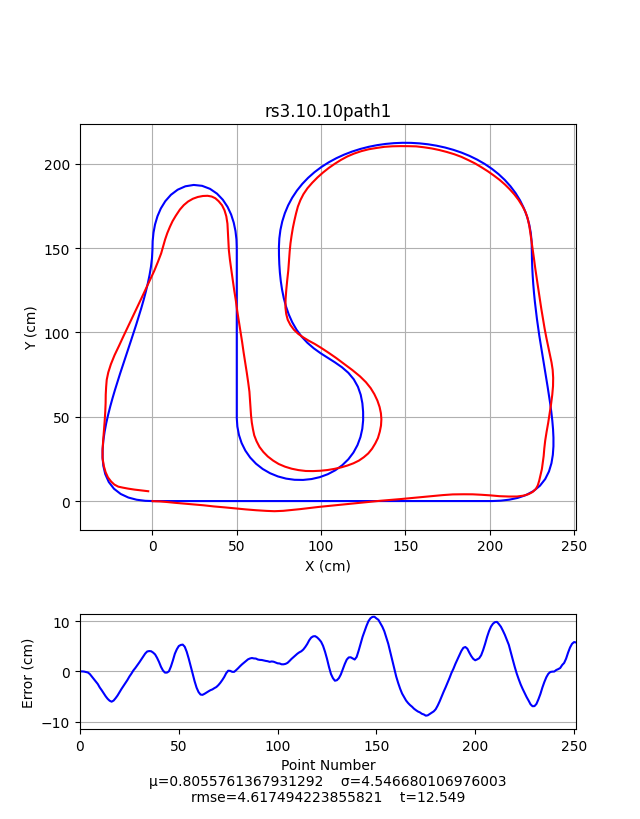 rs3.10.10path1
200
150
100
50
0
Y (cm)
0 50 100 150 200 250
X (cm)
10
0
−10
Error (cm)
0 50 100 150 200 250
Point Number
μ=0.8055761367931292 σ=4.546680106976003
rmse=4.617494223855821 t=12.549